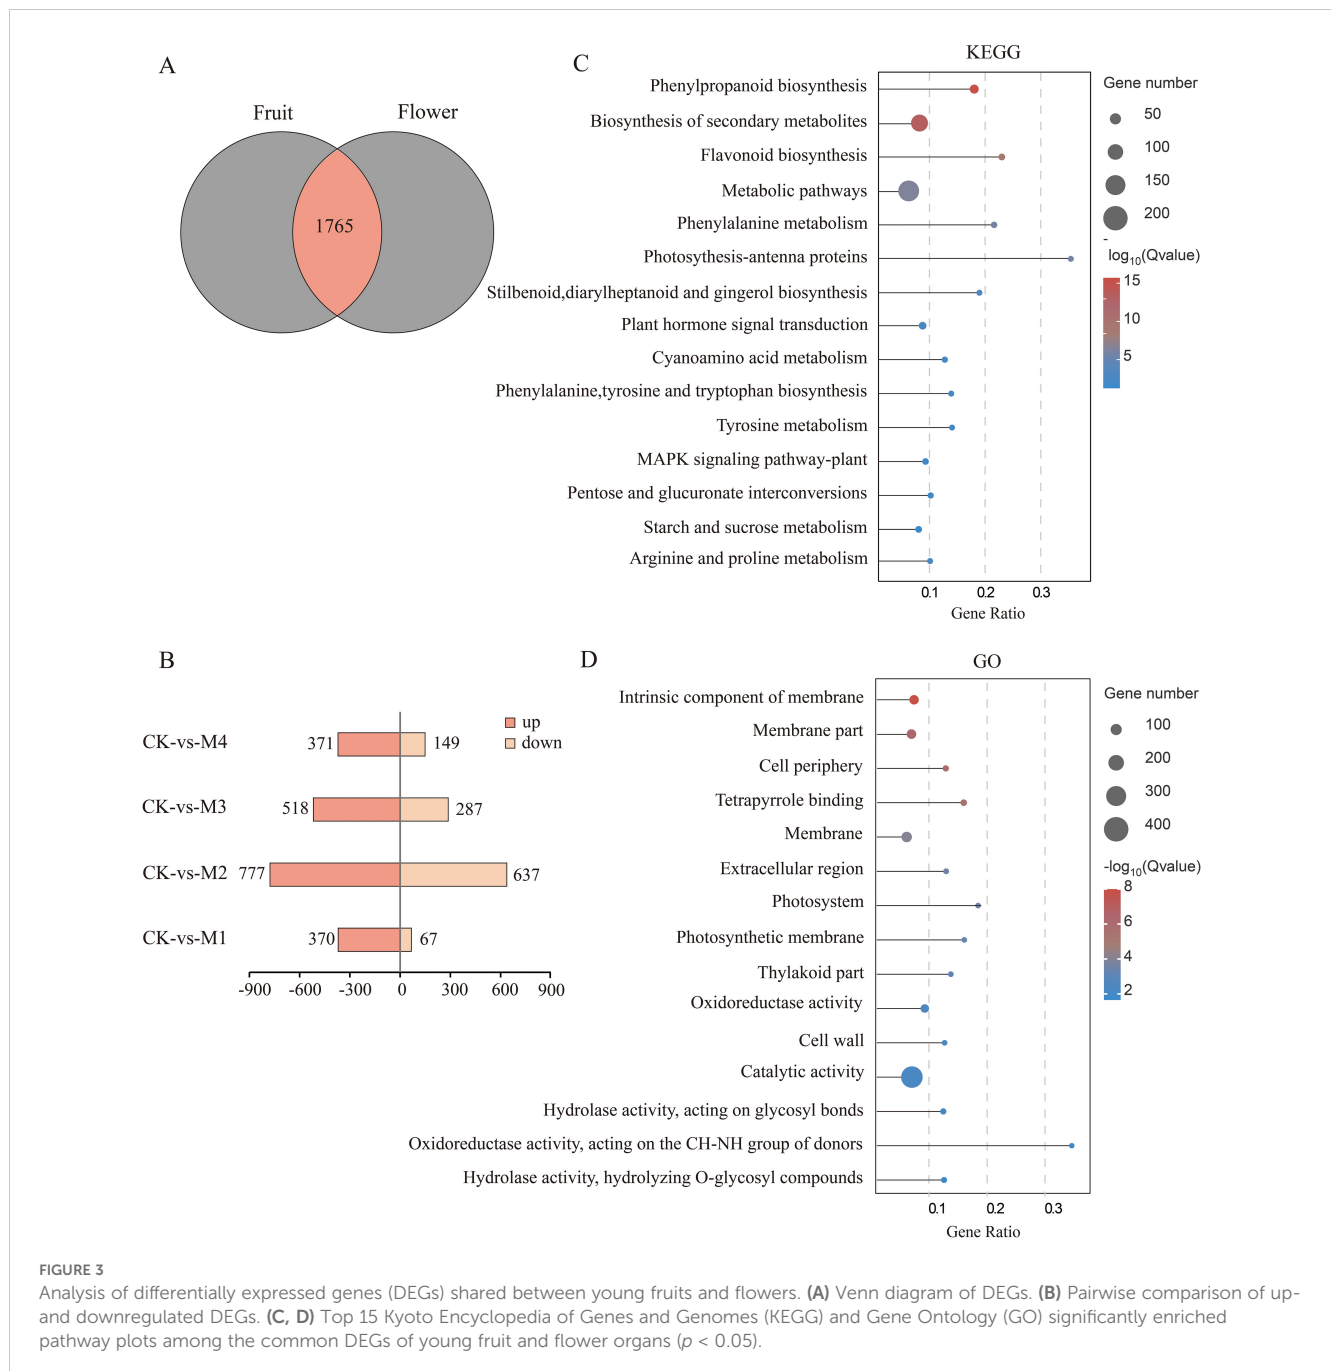 A
Fruit
Flower
1765
C
KEGG
Phenylpropanoid biosynthesis
Biosynthesis of secondary metabolites
Flavonoid biosynthesis
Metabolic pathways
Phenylalanine metabolism
Photosythesis-antenna proteins
Stilbenoid,diarylheptanoid and gingerol biosynthesis
Plant hormone signal transduction
Cyanoamino acid metabolism
Phenylalanine,tyrosine and tryptophan biosynthesis
Tyrosine metabolism
MAPK signaling pathway-plant
Pentose and glucuronate interconversions
Starch and sucrose metabolism
Arginine and proline metabolism
0.1 0.2 0.3
Gene Ratio
Gene number
50
100
150
200
-
log10(Qvalue)
15
10
5
B
up
down
CK-vs-M4 371 149
CK-vs-M3 518 287
CK-vs-M2 777 637
CK-vs-M1 370 67
-900 -600 -300 0 300 600 900
D
GO
Intrinsic component of membrane
Membrane part
Cell periphery
Tetrapyrrole binding
Membrane
Extracellular region
Photosystem
Photosynthetic membrane
Thylakoid part
Oxidoreductase activity
Cell wall
Catalytic activity
Hydrolase activity, acting on glycosyl bonds
Oxidoreductase activity, acting on the CH-NH group of donors
Hydrolase activity, hydrolyzing O-glycosyl compounds
0.1 0.2 0.3
Gene Ratio
Gene number
100
200
300
400
-log10(Qvalue)
8
6
4
2
FIGURE 3
Analysis of differentially expressed genes (DEGs) shared between young fruits and flowers. (A) Venn diagram of DEGs. (B) Pairwise comparison of up-
and downregulated DEGs. (C, D) Top 15 Kyoto Encyclopedia of Genes and Genomes (KEGG) and Gene Ontology (GO) significantly enriched
pathway plots among the common DEGs of young fruit and flower organs (p < 0.05).